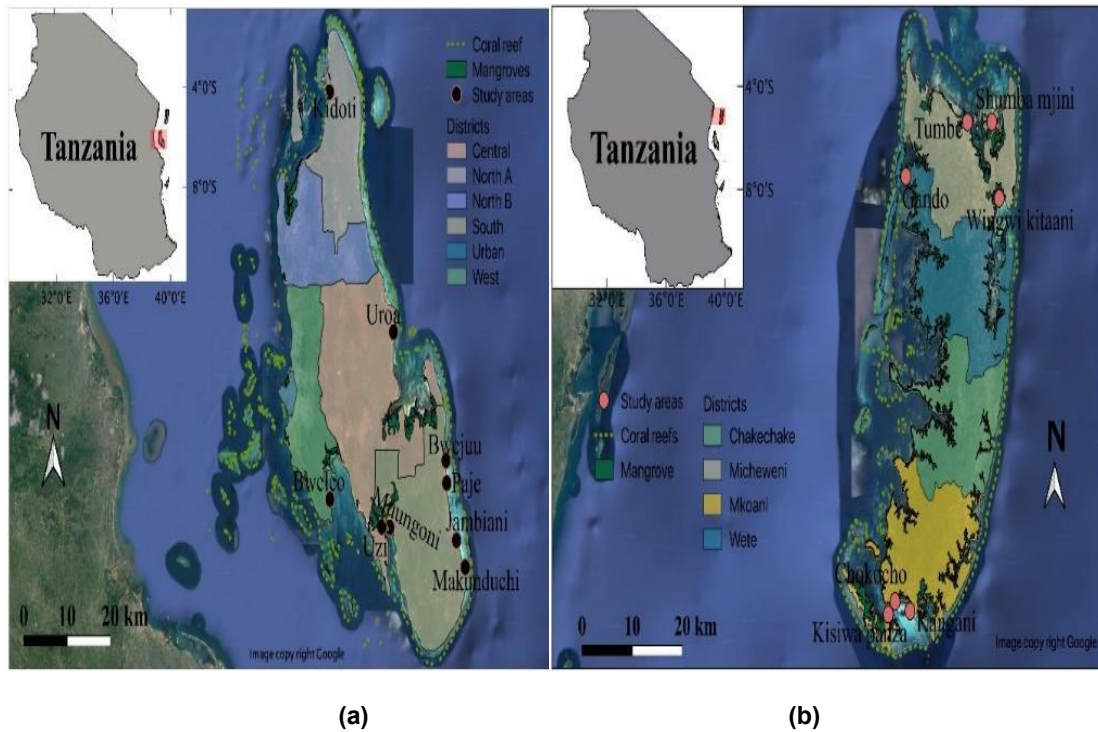 Tanzania
4°0'S
8°0'S
32°0'E
36°0'E
40°0'E
Coral reef
Mangroves
Study areas
Districts
Central
North A
North B
South
Urban
West
Kidoti
Uroa
Bwejuu
Paje
Bweleo
Muungoni
Jambiani
Uzi
Makunduchi
N
0 10 20 km
Image copy right Google
(a)
Tanzania
4°0'S
8°0'S
32°0'E
36°0'E
40°0'E
Shumba mjini
Tumbe
Gando
Wingwi kitaani
Study areas
Coral reefs
Mangrove
Districts
Chakechake
Micheweni
Mkoani
Wete
N
Chokocho
Kisiwa panza
Kangani
0 10 20 km
Image copy right Google
(b)